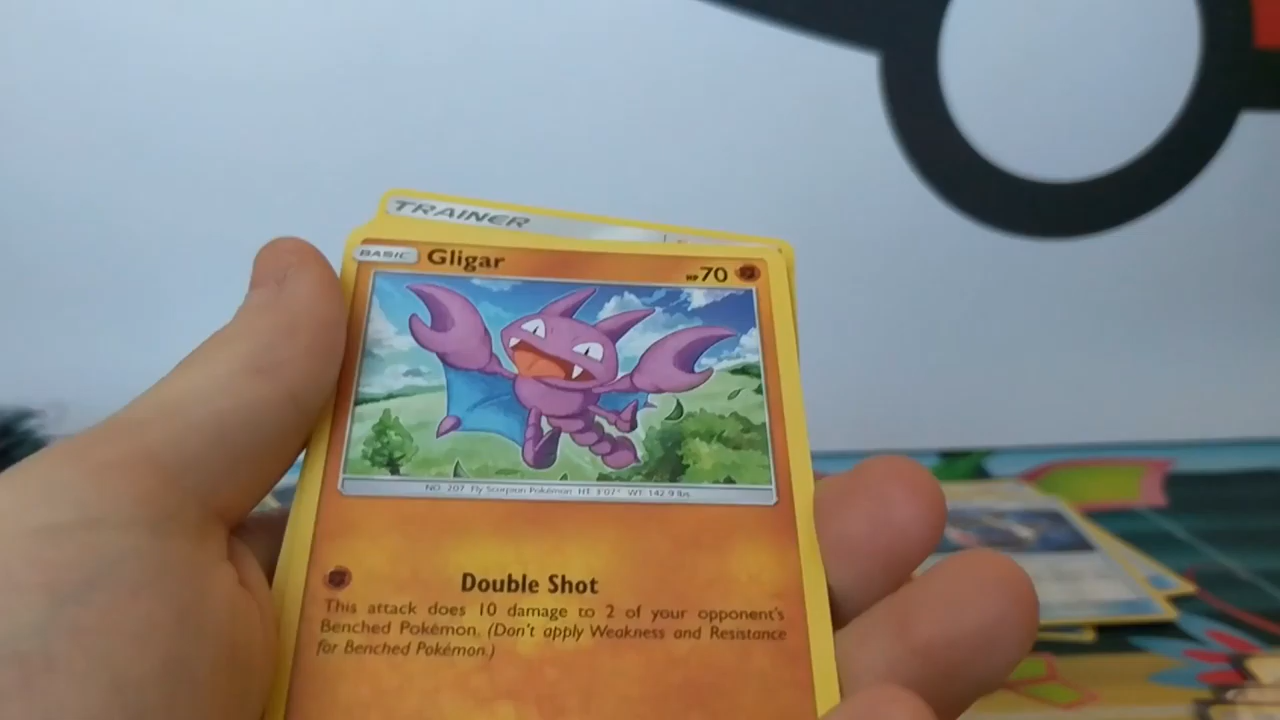 TRAINER
BASIC Gligar HP 70
NO. 207 Fly Scorpion Pokémon HT: 3'07" WT: 142.9 lbs.
Double Shot
This attack does 10 damage to 2 of your opponent's
Benched Pokémon. (Don't apply Weakness and Resistance
for Benched Pokémon.)